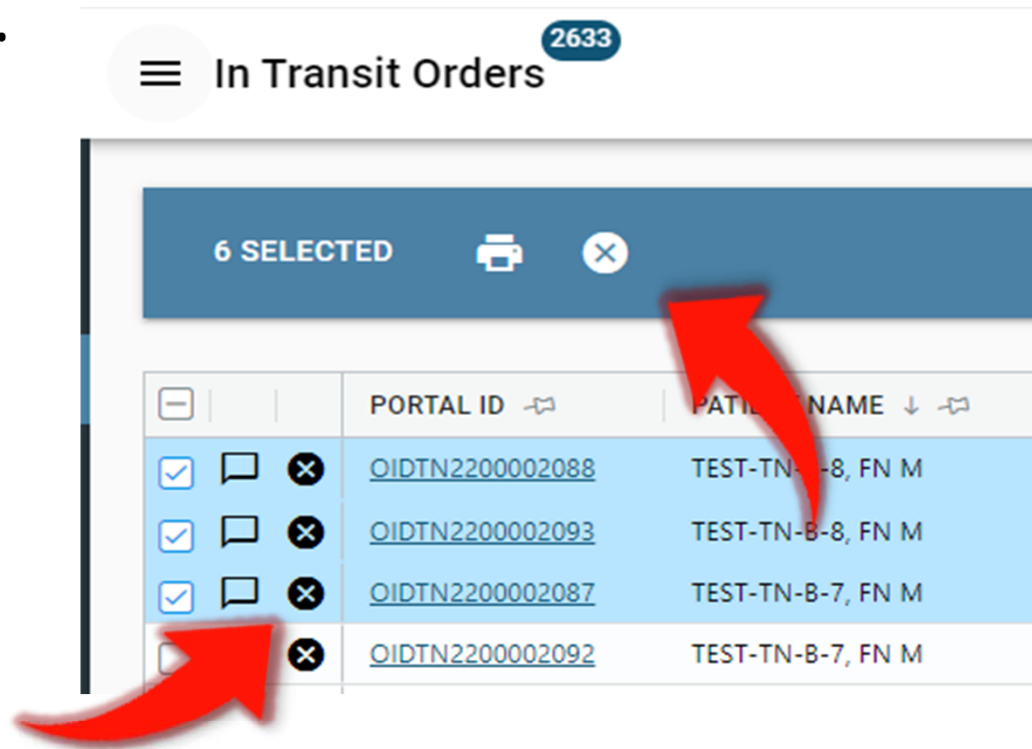 In Transit Orders 2633
6 SELECTED
PORTAL ID NAME
OIDTN2200002088 FN M
OIDTN2200002093 TEST-TN-B-8, FN M
OIDTN2200002087 TEST-TN-B-7, FN M
OIDTN2200002092 TEST-TN-B-7, FN M